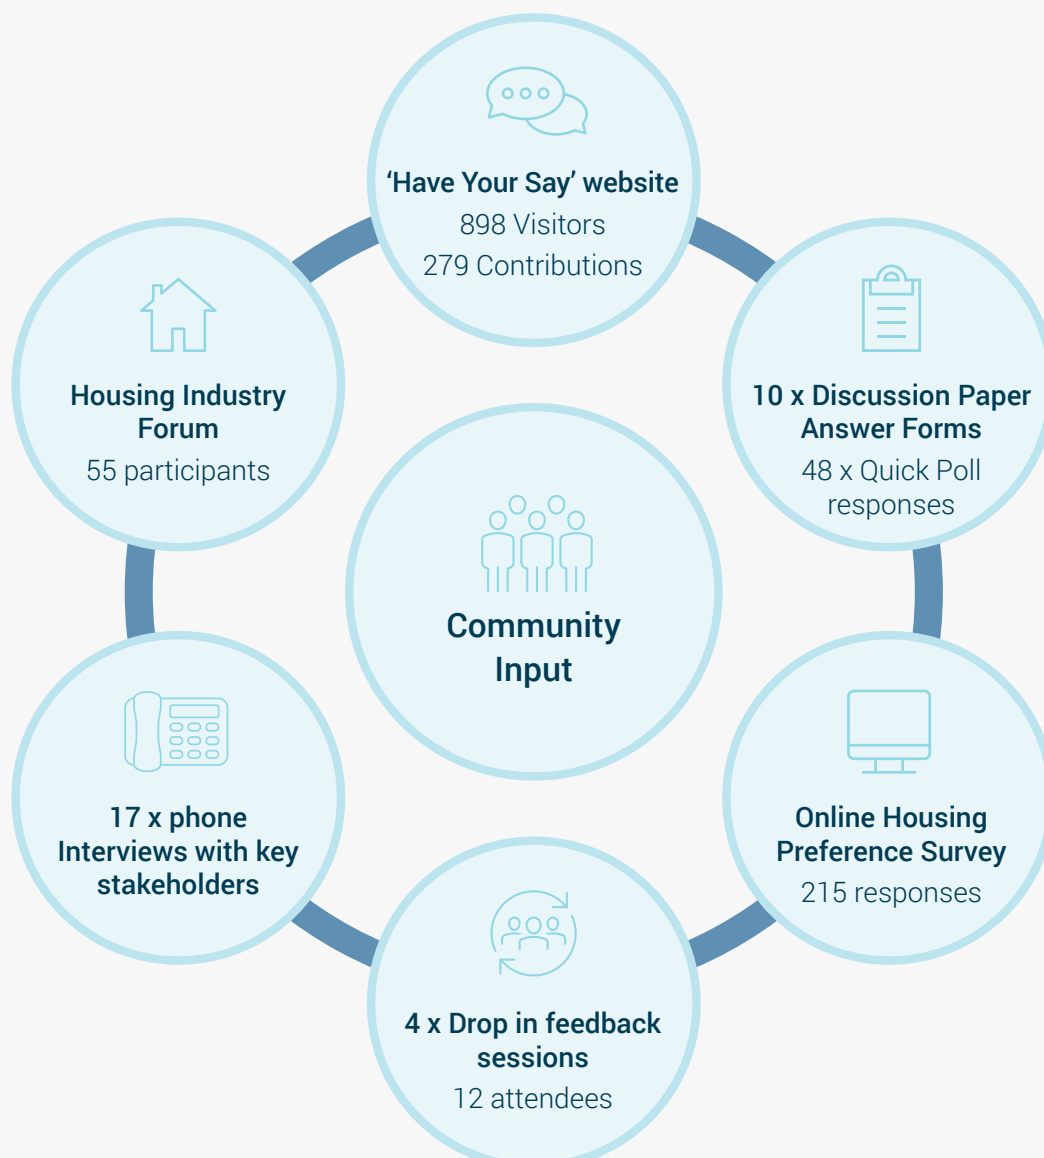 ‘Have Your Say’ website
898 Visitors
279 Contributions
Housing Industry
Forum
55 participants
10 x Discussion Paper
Answer Forms
48 x Quick Poll
responses
Community
Input
17 x phone
Interviews with key
stakeholders
Online Housing
Preference Survey
215 responses
4 x Drop in feedback
sessions
12 attendees